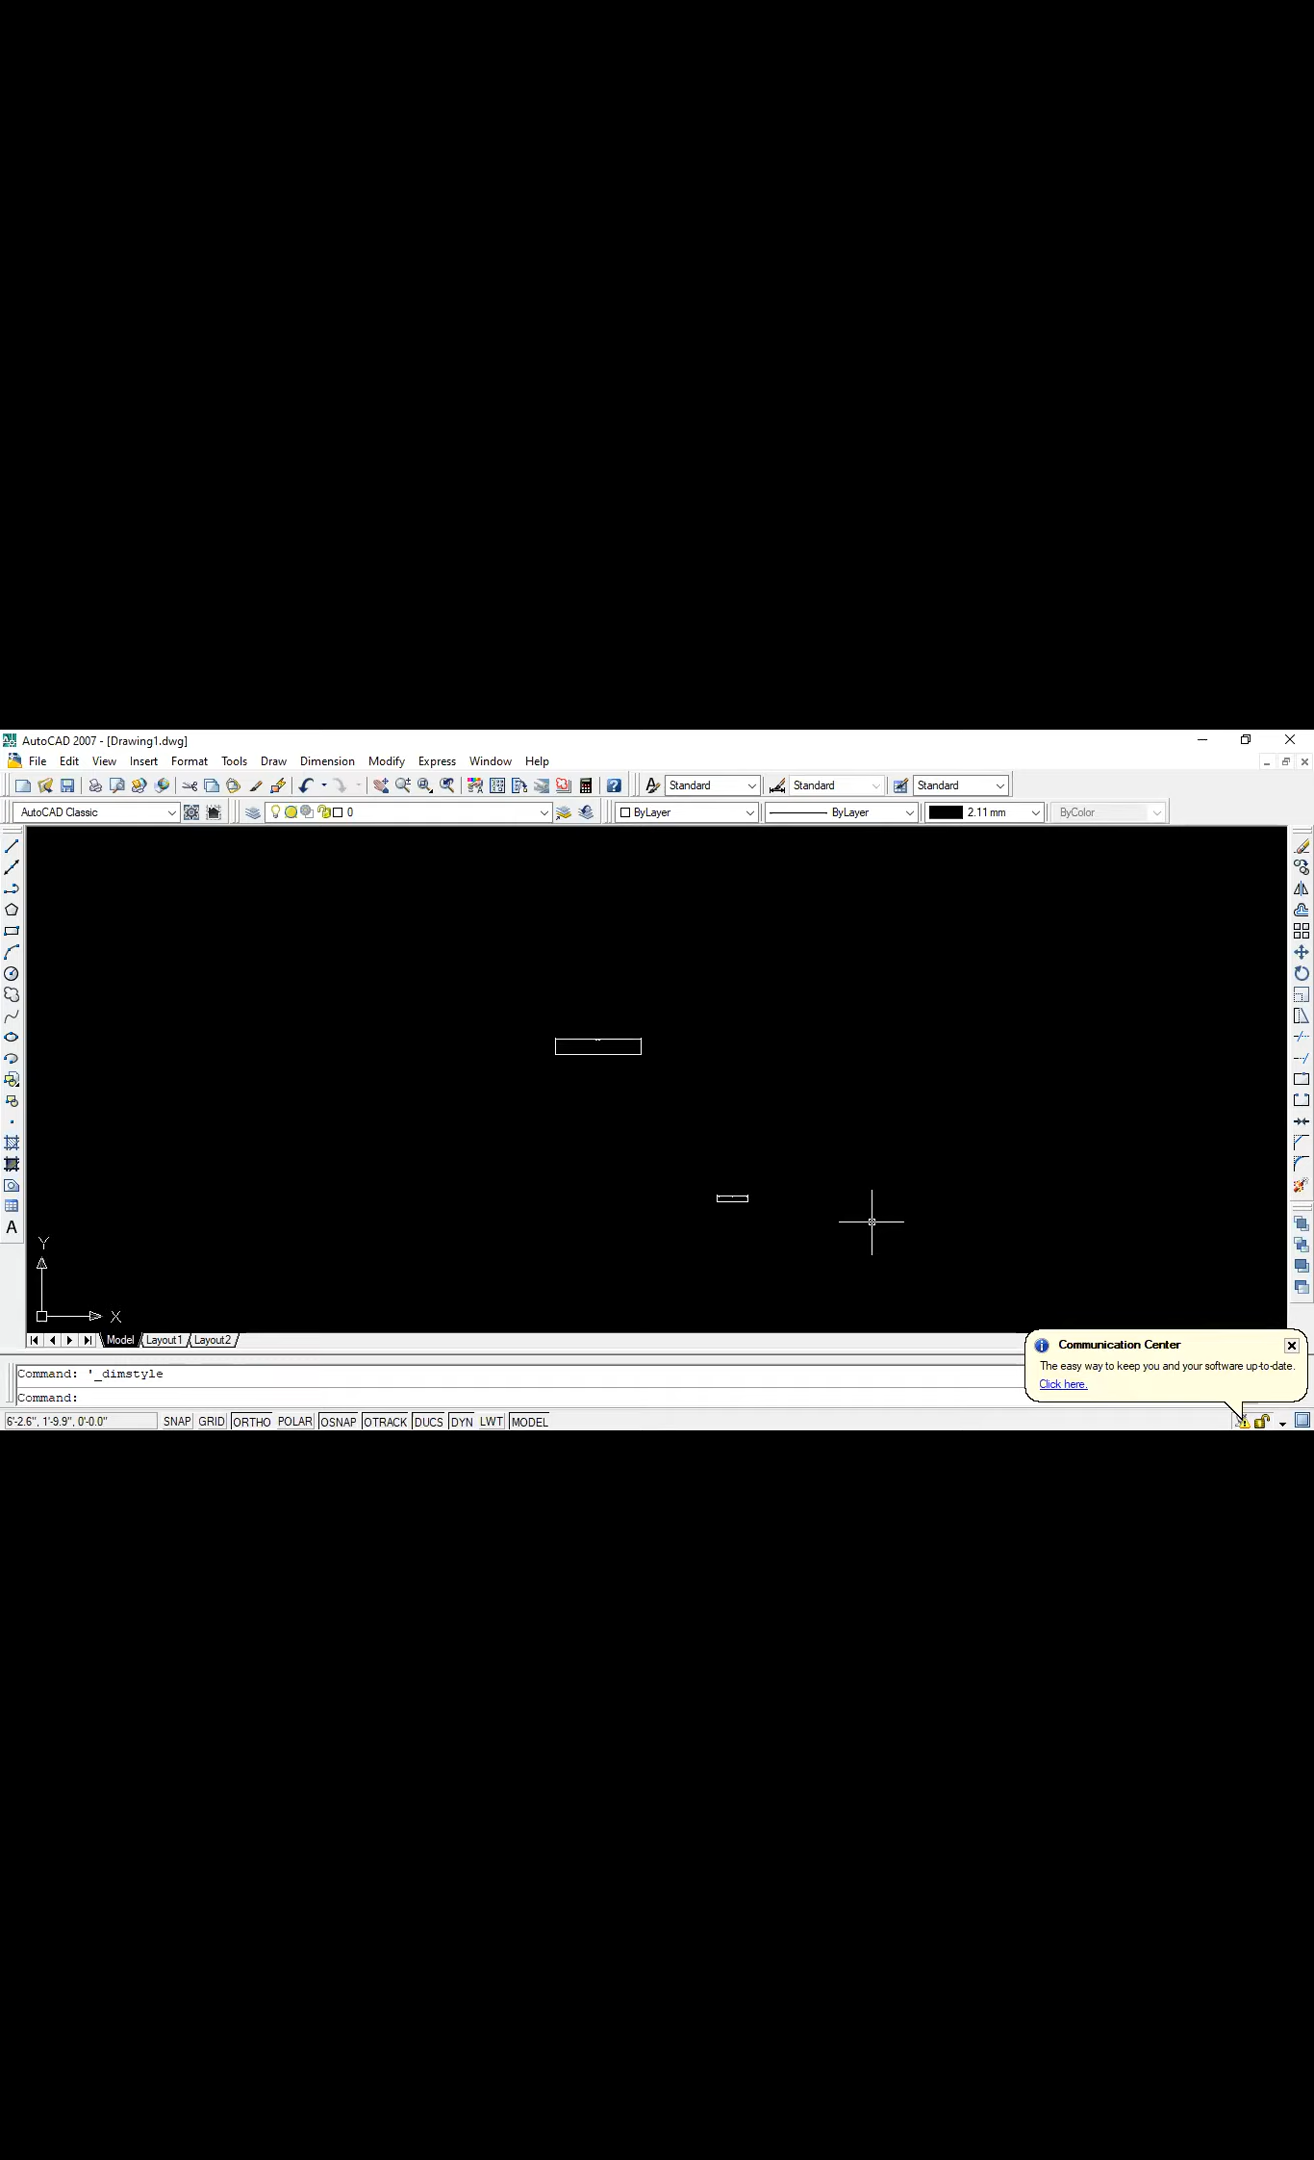 AutoCAD 2007 - [Drawing1.dwg]
File Edit View Insert Format Tools Draw Dimension Modify Express Window Help
Standard Standard Standard
AutoCAD Classic 0 ByLayer ByLayer 2.11 mm ByColor
A
Y
X
Model Layout1 Layout2
Communication Center
The easy way to keep you and your software up-to-date.
Click here.
Command: '_dimstyle
Command:
6'-2.6", 1'-9.9", 0'-0.0" SNAP GRID ORTHO POLAR OSNAP OTRACK DUCS DYN LWT MODEL